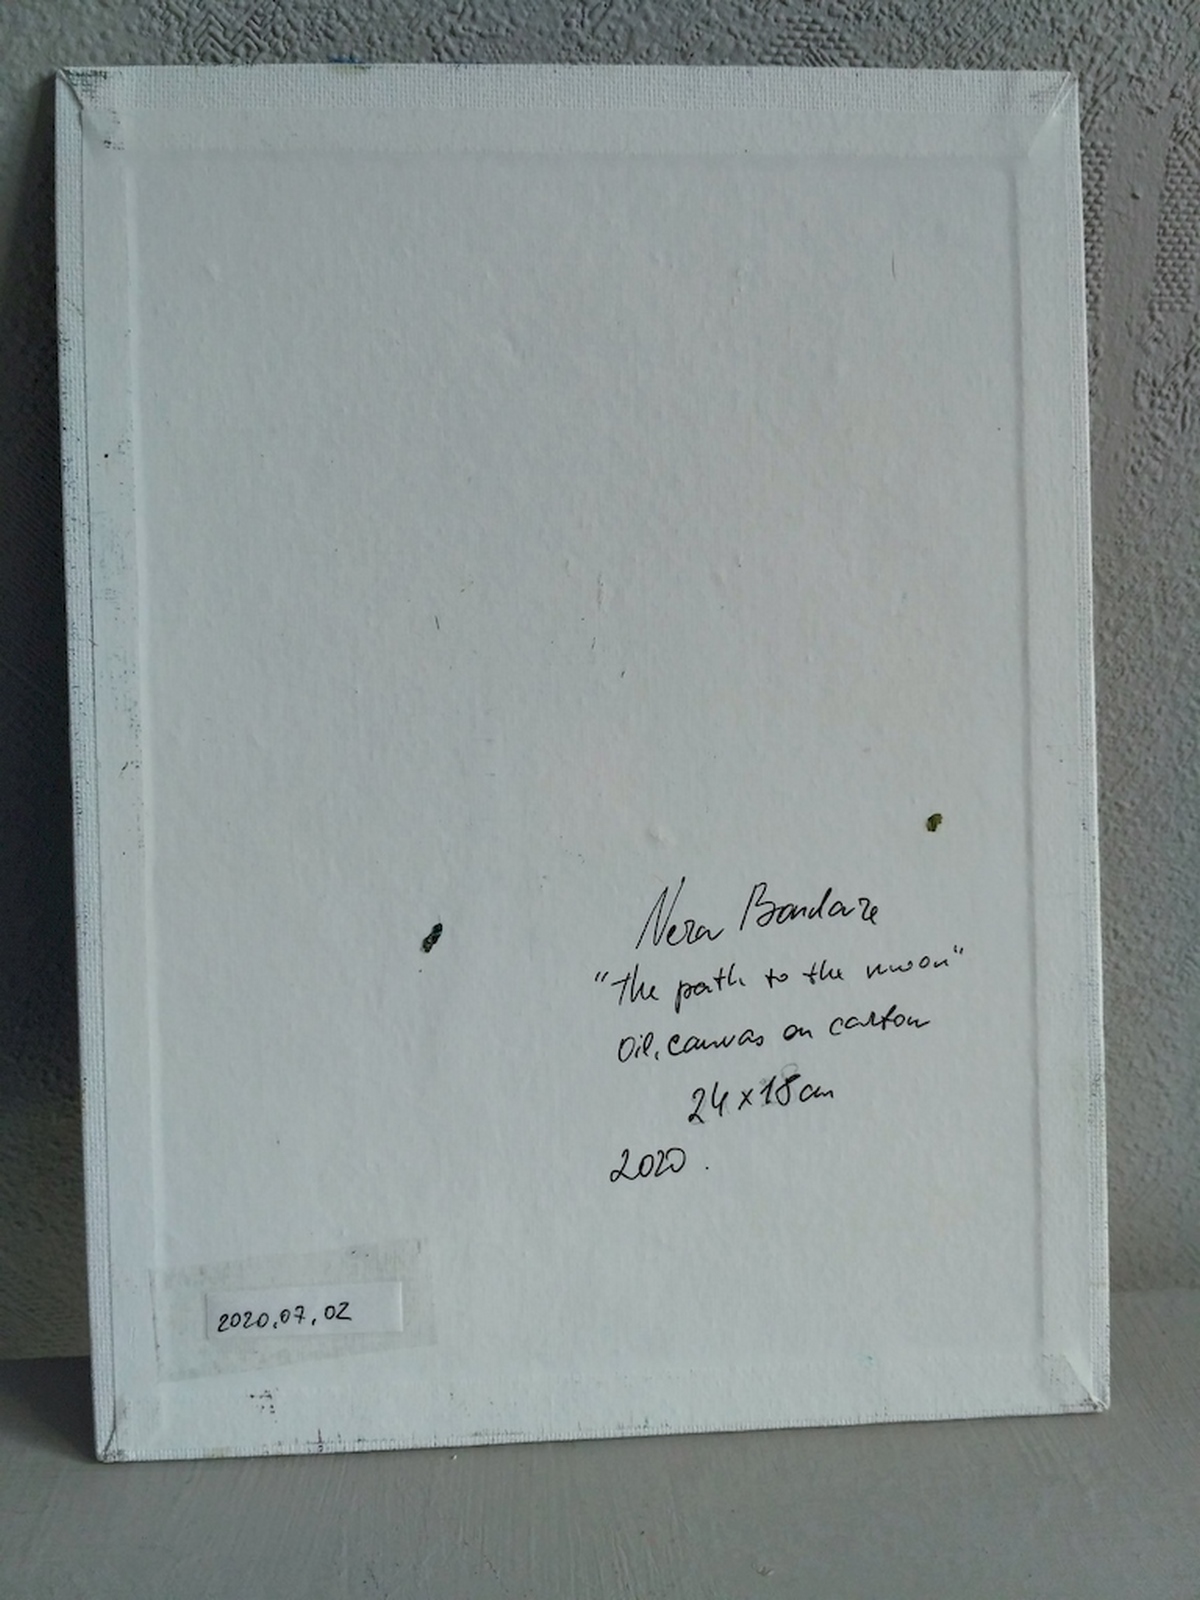 Nera Bondare
"The path to the moon"
oil, canvas on carton
24 x 18 cm
2020.
2020.07.02